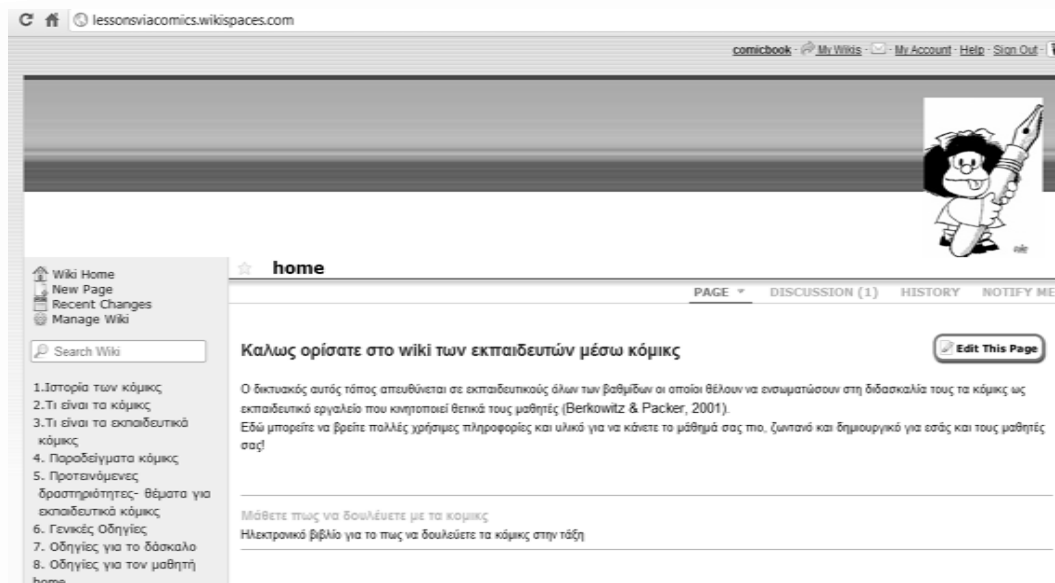 lessonsviacomics.wikispaces.com
comicbook · My Wikis · My Account · Help · Sign Out ·
Wiki Home
New Page
Recent Changes
Manage Wiki
Search Wiki
1.Ιστορία των κόμικς
2.Τι είναι τα κόμικς
3.Τι είναι τα εκπαιδευτικά
κόμικς
4. Παραδείγματα κόμικς
5. Προτεινόμενες
δραστηριότητες- θέματα για
εκπαιδευτικά κόμικς
6. Γενικές Οδηγίες
7. Οδηγίες για το δάσκαλο
8. Οδηγίες για τον μαθητή
home
home
PAGE DISCUSSION (1) HISTORY NOTIFY ME
Καλως ορίσατε στο wiki των εκπαιδευτών μέσω κόμικς
Edit This Page
Ο δικτυακός αυτός τόπος απευθύνεται σε εκπαιδευτικούς όλων των βαθμίδων οι οποίοι θέλουν να ενσωματώσουν στη διδασκαλία τους τα κόμικς ως
εκπαιδευτικό εργαλείο που κινητοποιεί θετικά τους μαθητές (Berkowitz & Packer, 2001).
Εδώ μπορείτε να βρείτε πολλές χρήσιμες πληροφορίες και υλικό για να κάνετε το μάθημά σας πιο, ζωντανό και δημιουργικό για εσάς και τους μαθητές
σας!
Μάθετε πως να δουλέυετε με τα κομικς
Ηλεκτρονικό βιβλίο για το πως να δουλεύετε τα κόμικς στην τάξη